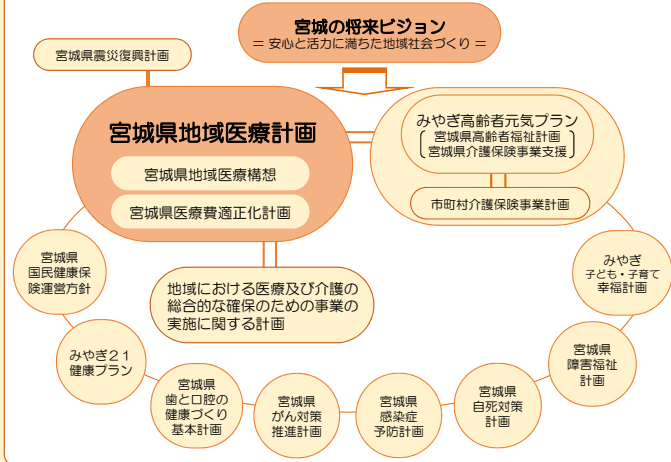 宮城の将来ビジョン
= 安心と活力に満ちた地域社会づくり =
宮城県震災復興計画
宮城県地域医療計画
宮城県地域医療構想
宮城県医療費適正化計画
みやぎ高齢者元気プラン
宮城県高齢者福祉計画
宮城県介護保険事業支援
市町村介護保険事業計画
地域における医療及び介護の
総合的な確保のための事業の
実施に関する計画
宮城県
国民健康保
険運営方針
みやぎ21
健康プラン
宮城県
歯と口腔の
健康づくり
基本計画
宮城県
がん対策
推進計画
宮城県
感染症
予防計画
宮城県
自死対策
計画
宮城県
障害福祉
計画
みやぎ
子ども・子育て
幸福計画